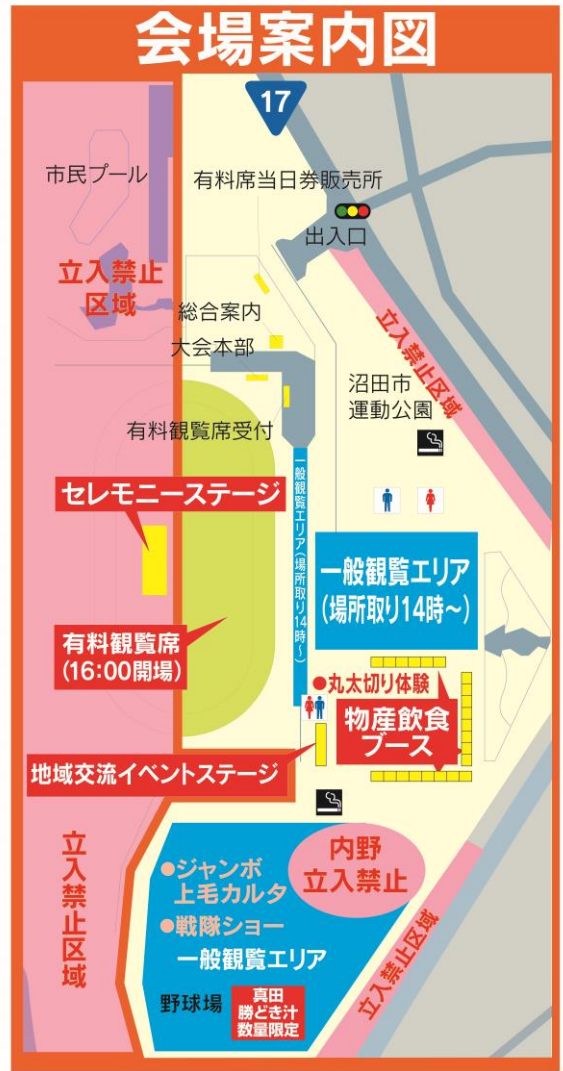 会場案内図
17
市民プール
有料席当日券販売所
出入口
立入禁止
区域
総合案内
大会本部
立入禁止区域
沼田市
運動公園
有料観覧席受付
セレモニーステージ
一般観覧エリア(場所取り14時~)
一般観覧エリア
(場所取り14時~)
有料観覧席
(16:00開場)
●丸太切り体験
物産飲食
ブース
地域交流イベントステージ
立入禁止区域
●ジャンボ
上毛カルタ
●戦隊ショー
一般観覧エリア
内野
立入禁止
立入禁止区域
野球場
真田
勝どき汁
数量限定